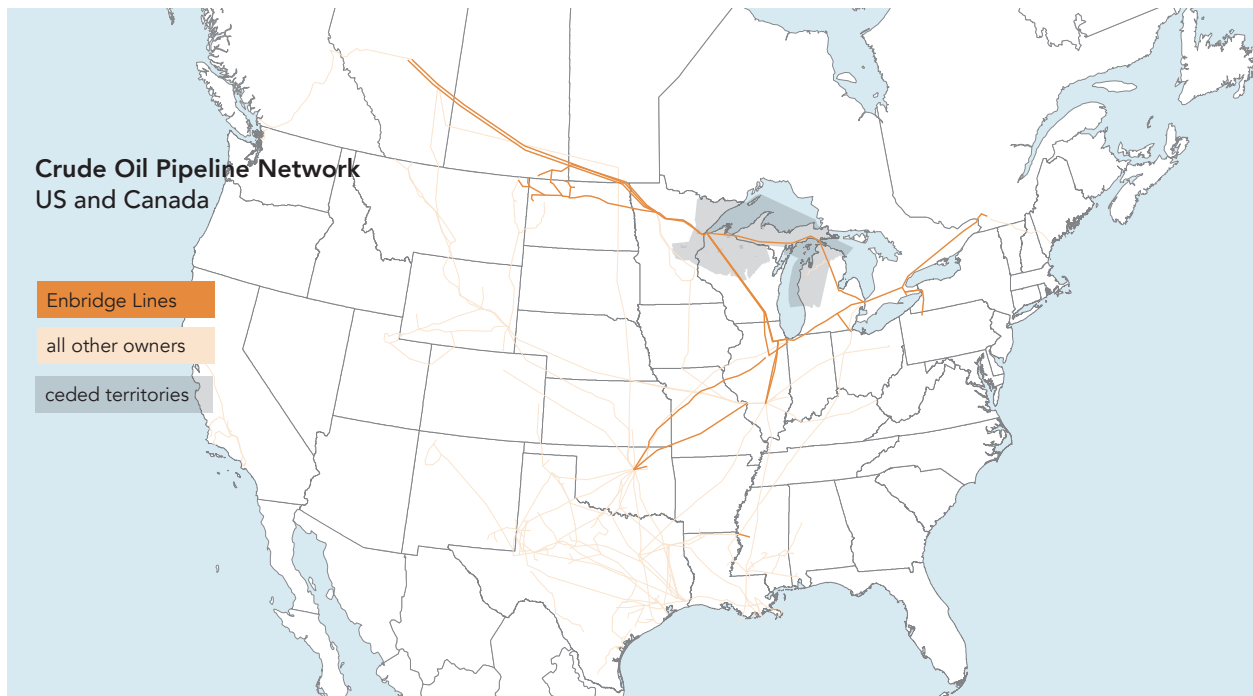 Crude Oil Pipeline Network
US and Canada
Enbridge Lines
all other owners
ceded territories